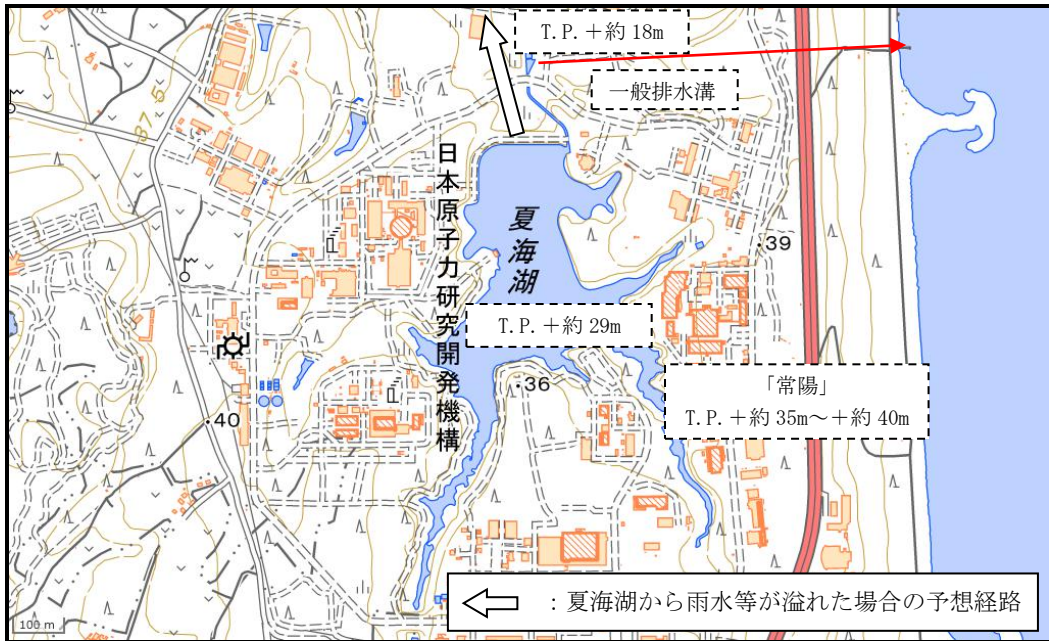 T.P.＋約 18m
一般排水溝
37.5
日本原子力研究開発機構
夏海湖
・39
T.P.＋約 29m
・36
「常陽」
T.P.＋約 35m～＋約 40m
・40
：夏海湖から雨水等が溢れた場合の予想経路
100 m